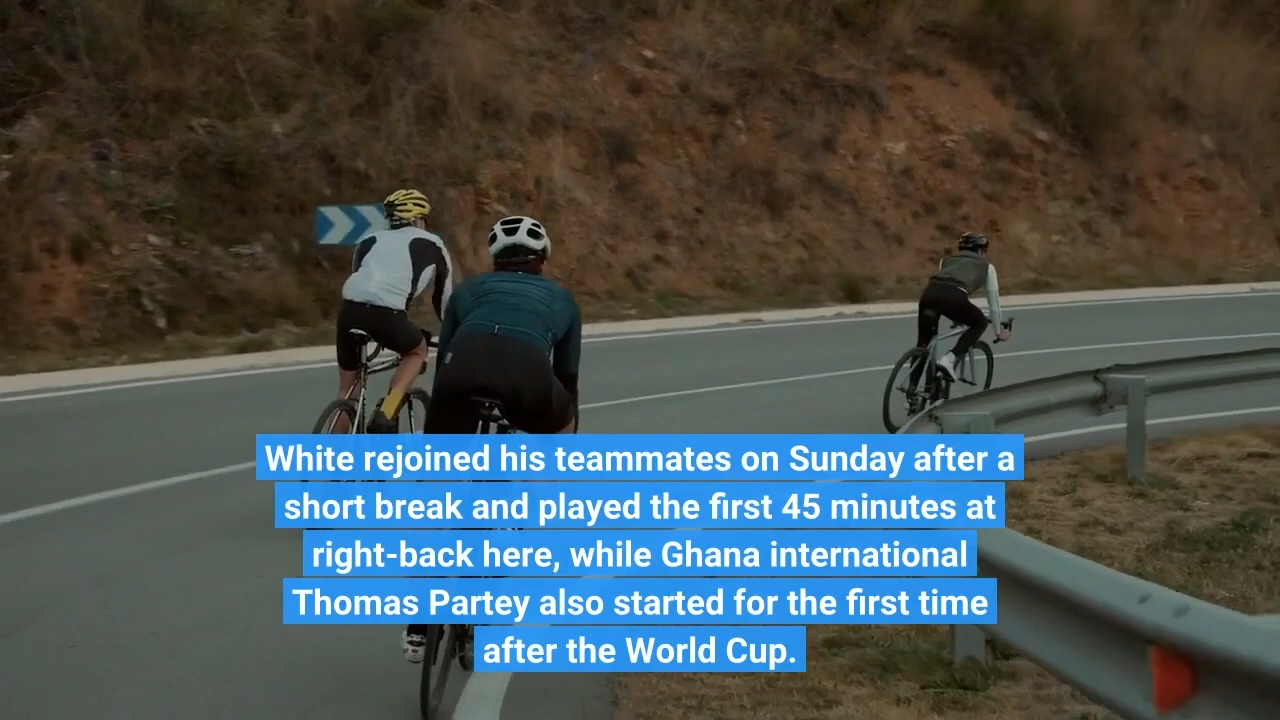 White rejoined his teammates on Sunday after a
short break and played the first 45 minutes at
right-back here, while Ghana international
Thomas Partey also started for the first time
after the World Cup.